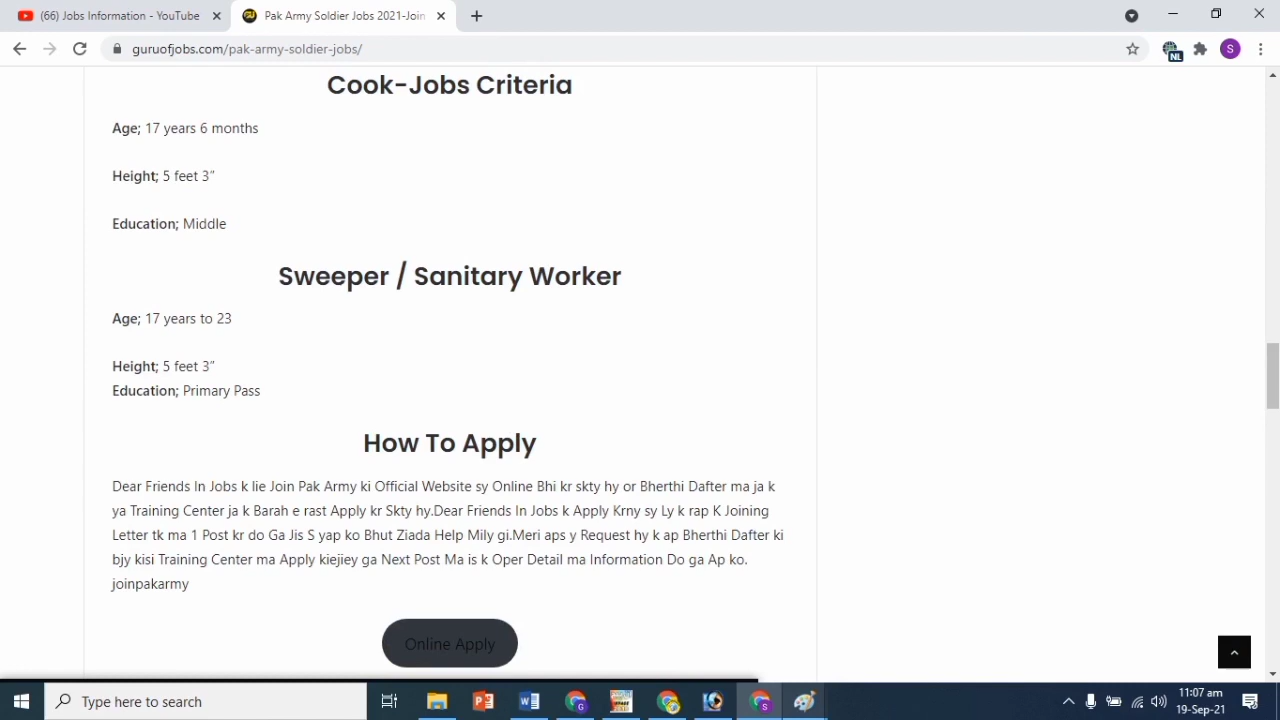 (66) Jobs Information - YouTube
Pak Army Soldier Jobs 2021-Join
guruofjobs.com/pak-army-soldier-jobs/
S
NL
Cook-Jobs Criteria
Age; 17 years 6 months
Height; 5 feet 3″
Education; Middle
Sweeper / Sanitary Worker
Age; 17 years to 23
Height; 5 feet 3″
Education; Primary Pass
How To Apply
Dear Friends In Jobs k lie Join Pak Army ki Official Website sy Online Bhi kr skty hy or Bherthi Dafter ma ja k
ya Training Center ja k Barah e rast Apply kr Skty hy.Dear Friends In Jobs k Apply Krny sy Ly k rap K Joining
Letter tk ma 1 Post kr do Ga Jis S yap ko Bhut Ziada Help Mily gi.Meri aps y Request hy k ap Bherthi Dafter ki
bjy kisi Training Center ma Apply kiejiey ga Next Post Ma is k Oper Detail ma Information Do ga Ap ko.
joinpakarmy
Online Apply
Type here to search
11:07 am
19-Sep-21